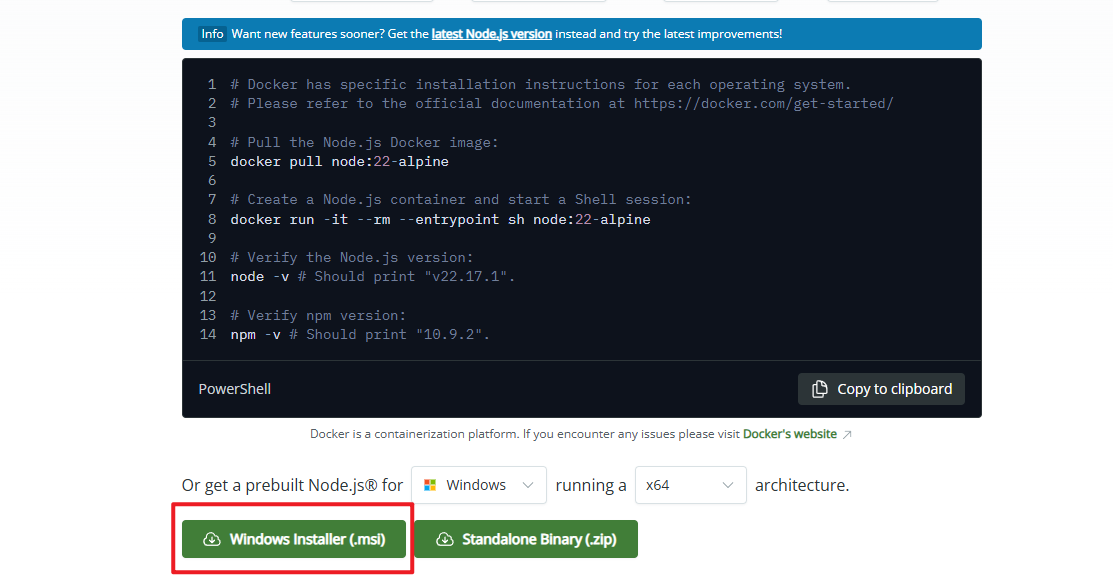 Info Want new features sooner? Get the latest Node.js version instead and try the latest improvements!
1 # Docker has specific installation instructions for each operating system.
2 # Please refer to the official documentation at https://docker.com/get-started/
3
4 # Pull the Node.js Docker image:
5 docker pull node:22-alpine
6
7 # Create a Node.js container and start a Shell session:
8 docker run -it --rm --entrypoint sh node:22-alpine
9
10 # Verify the Node.js version:
11 node -v # Should print "v22.17.1".
12
13 # Verify npm version:
14 npm -v # Should print "10.9.2".
PowerShell Copy to clipboard
Docker is a containerization platform. If you encounter any issues please visit Docker's website
Or get a prebuilt Node.js® for Windows running a x64 architecture.
Windows Installer (.msi) Standalone Binary (.zip)